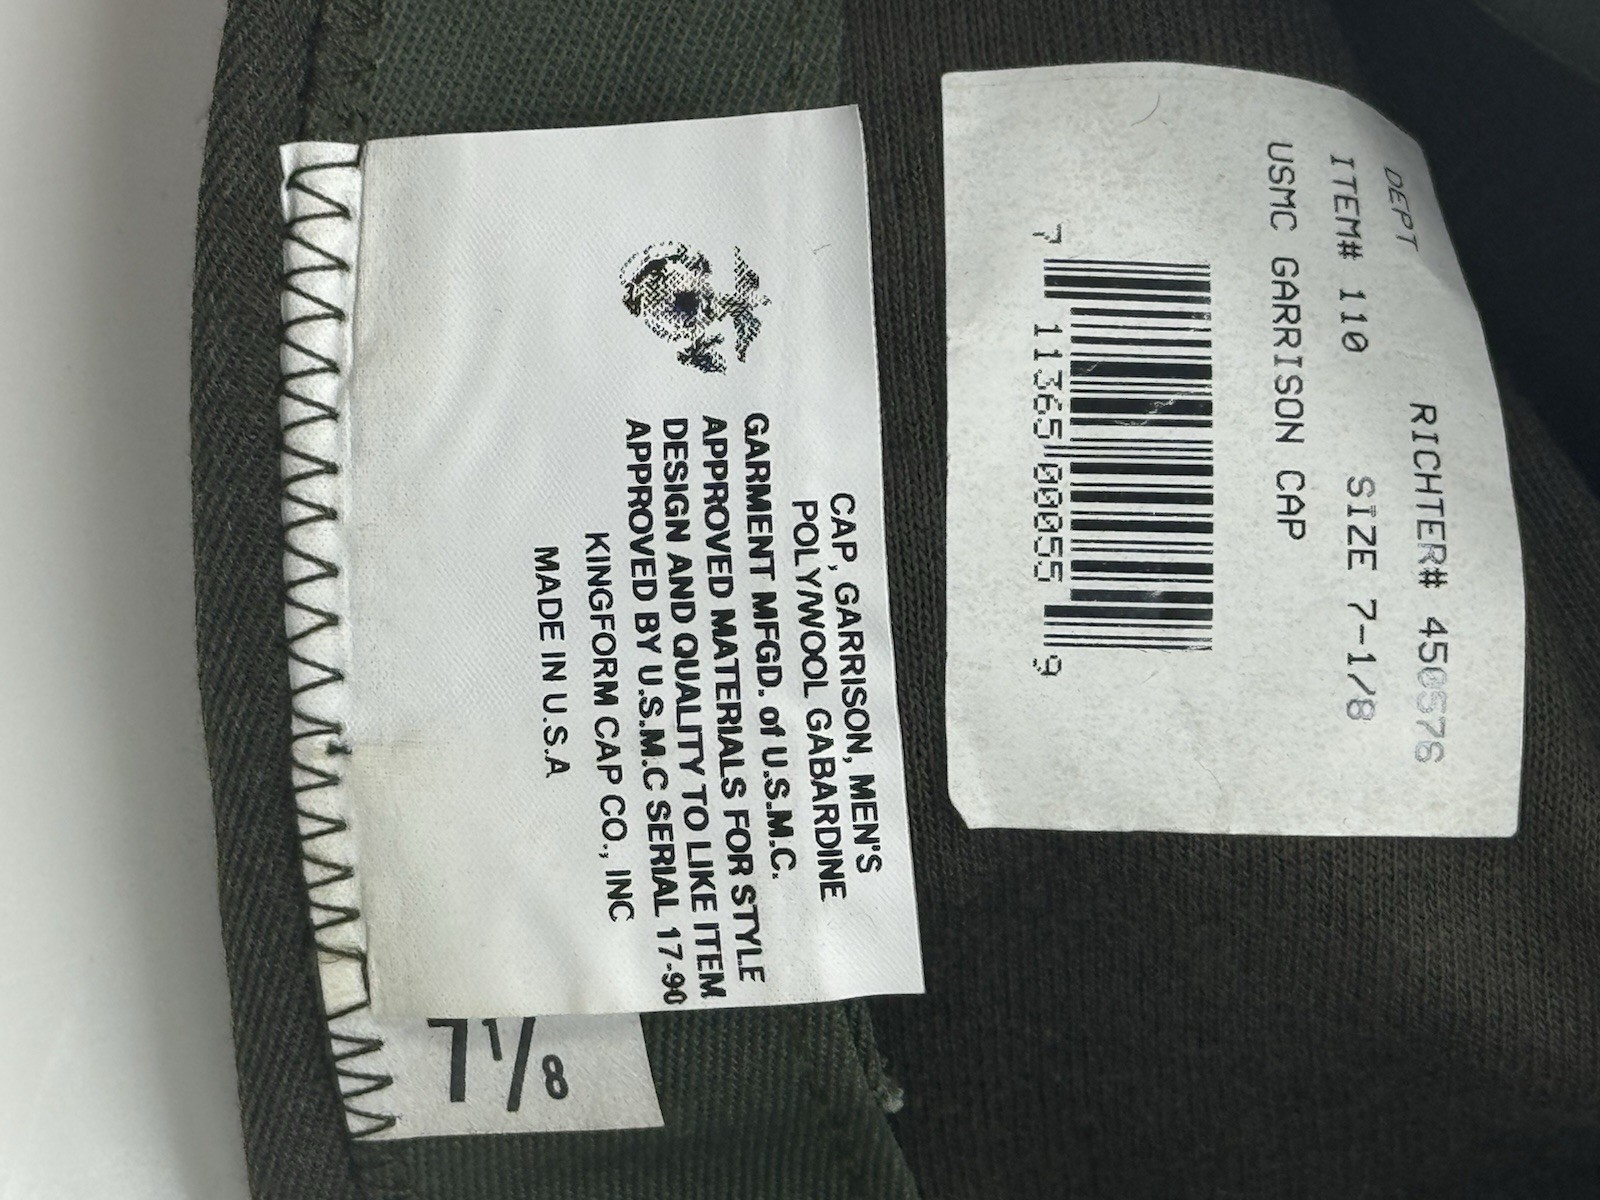 CAP, GARRISON, MEN'S
POLY/WOOL GABARDINE
GARMENT MFGD. of U.S.M.C.
APPROVED MATERIALS FOR STYLE
DESIGN AND QUALITY TO LIKE ITEM
APPROVED BY U.S.M.C SERIAL 17-90
KINGFORM CAP CO., INC
MADE IN U.S.A
7 1/8
DEPT RICHTER# 450576
ITEM# 110 SIZE 7-1/8
USMC GARRISON CAP
7 11365 00055 9